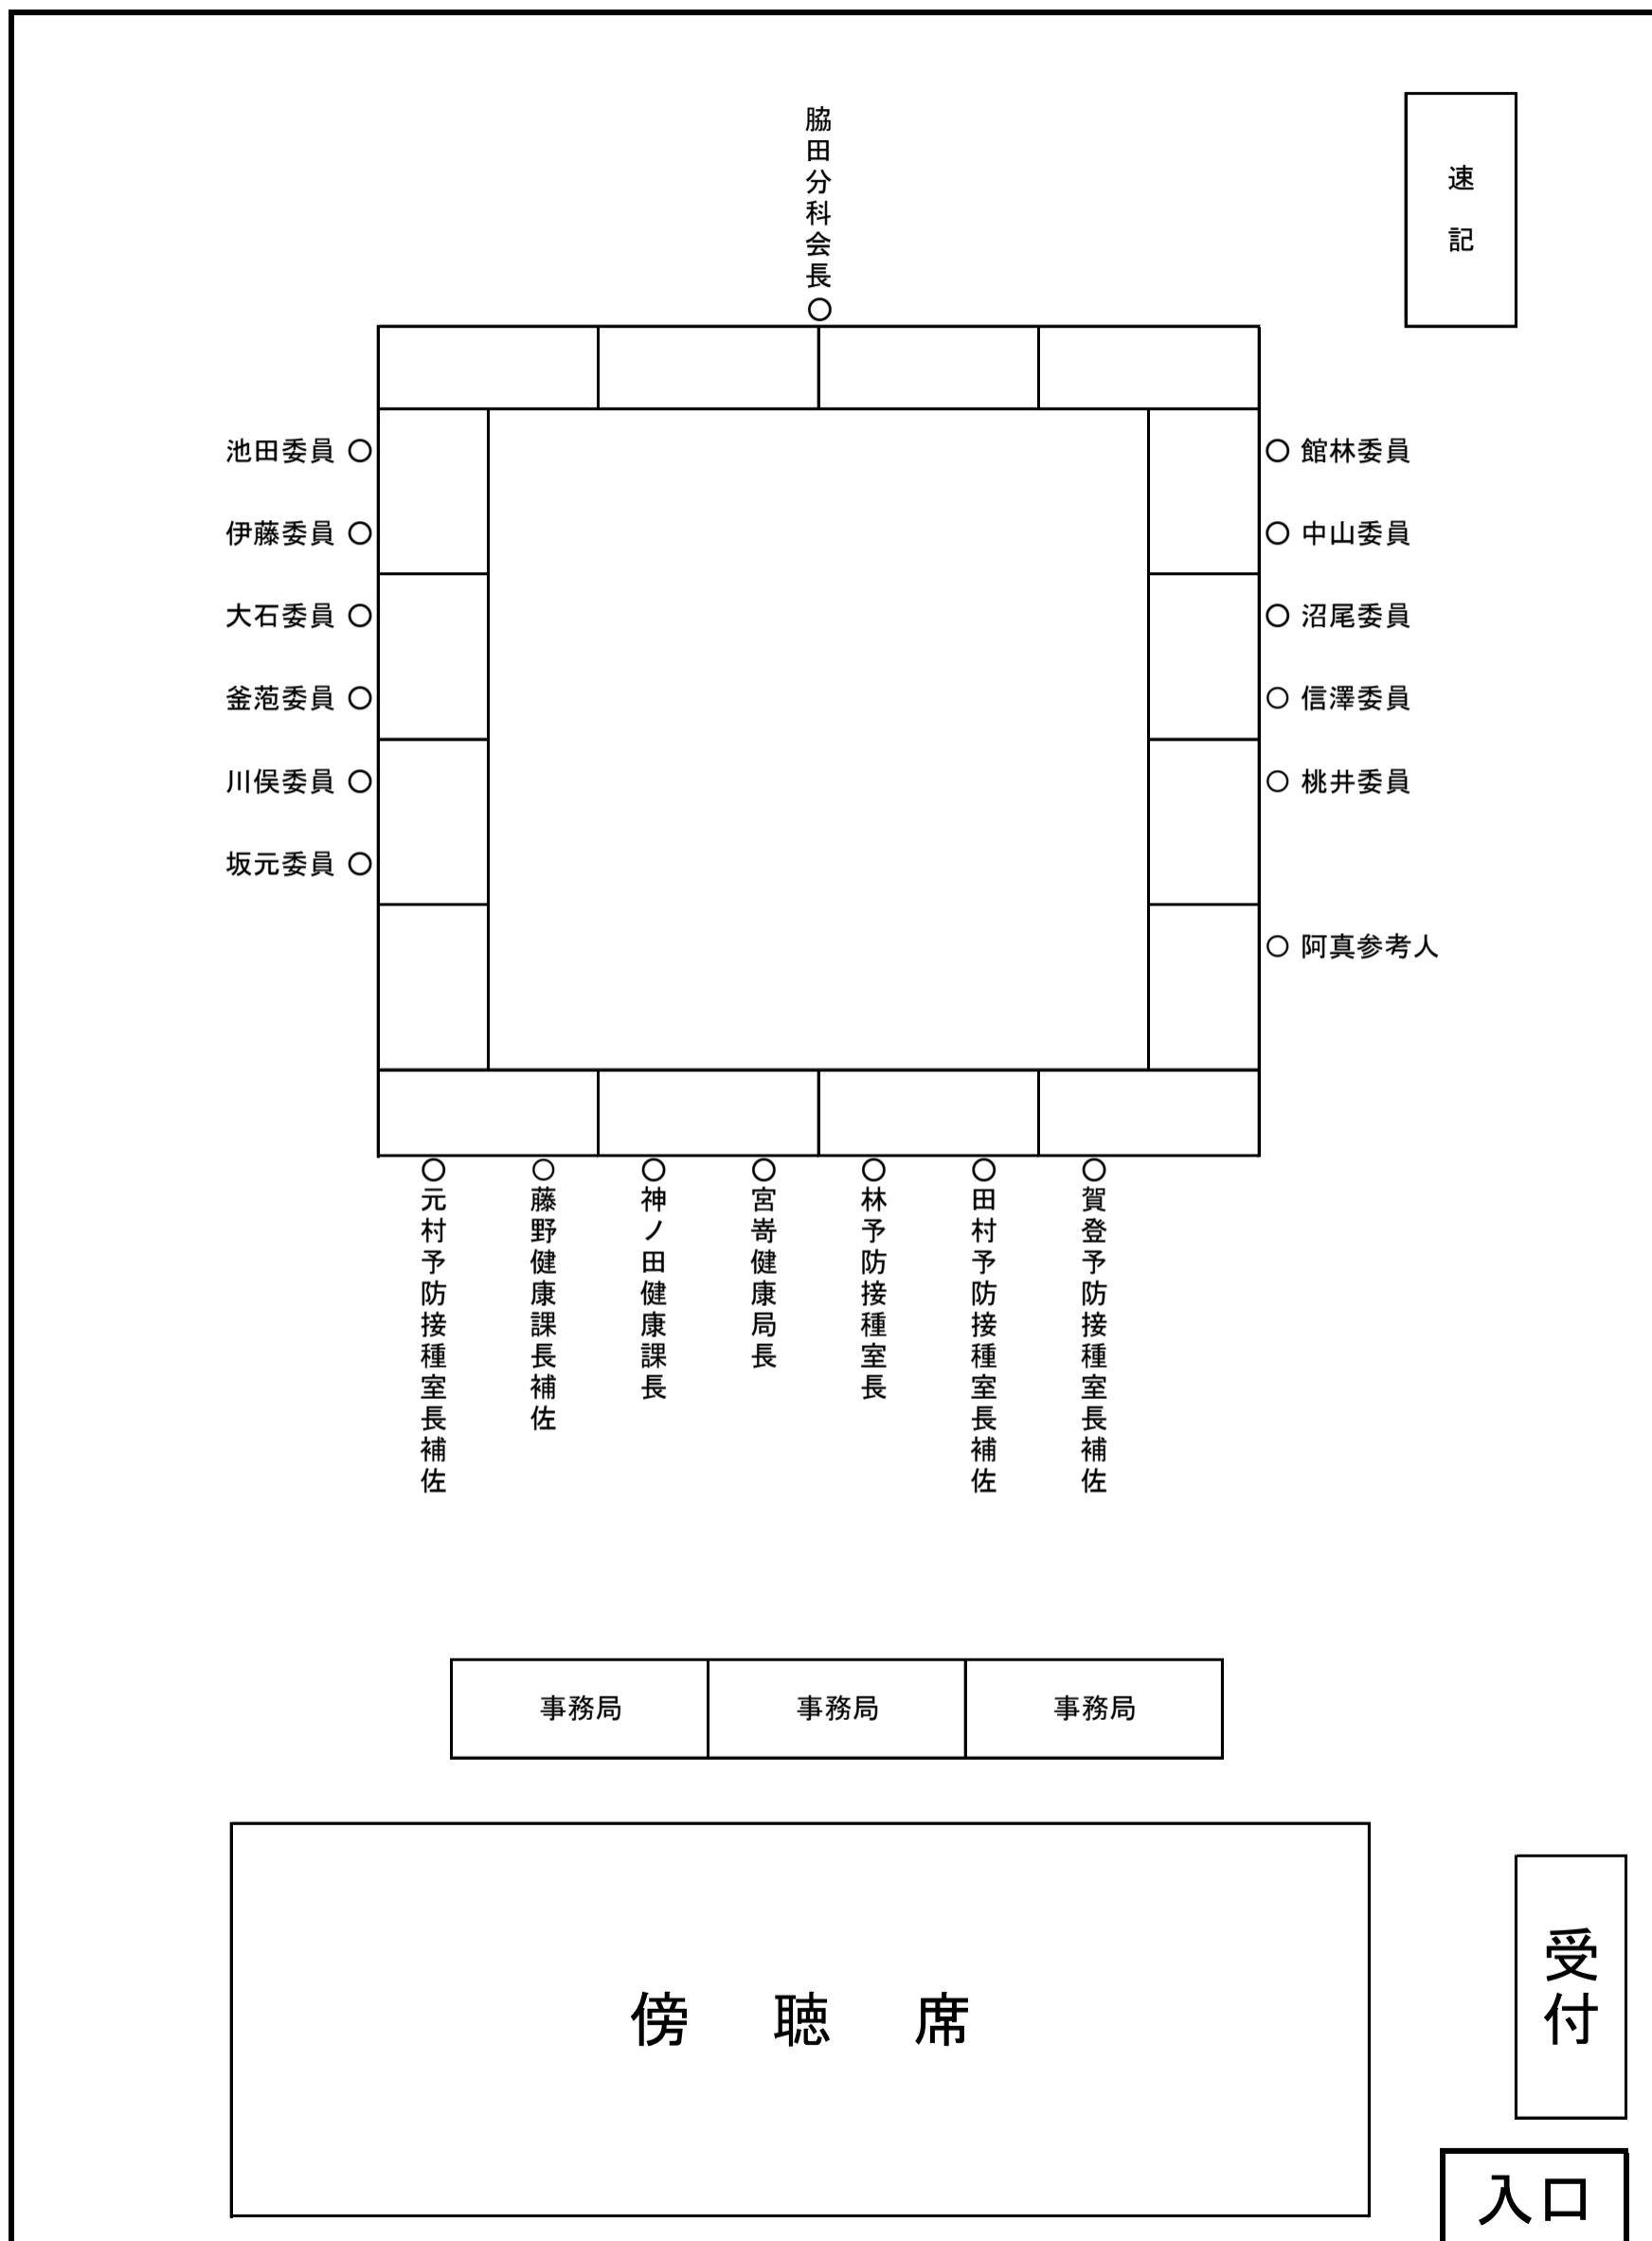 脇田分科会長○
速記
池田委員 ○
伊藤委員 ○
大石委員 ○
釜萢委員 ○
川俣委員 ○
坂元委員 ○
○ 館林委員
○ 中山委員
○ 沼尾委員
○ 信澤委員
○ 桃井委員
○ 阿真参考人
○元村予防接種室長補佐
○藤野健康課長補佐
○神ノ田健康課長
○宮嵜健康局長
○林予防接種室長
○田村予防接種室長補佐
○賀登予防接種室長補佐
事務局
事務局
事務局
傍 聴 席
受付
入口